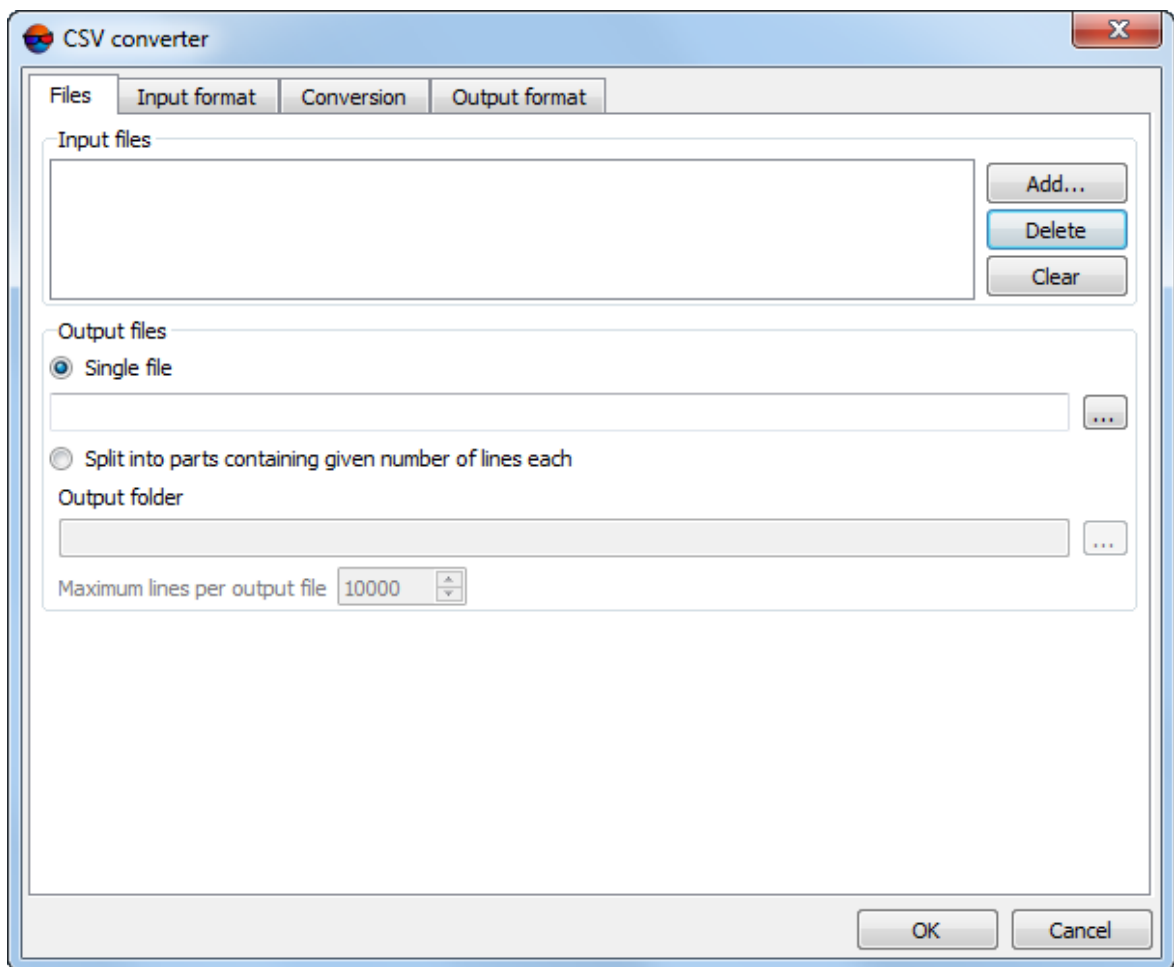 CSV converter
Files Input format Conversion Output format
Input files
Add...
Delete
Clear
Output files
Single file
...
Split into parts containing given number of lines each
Output folder
...
Maximum lines per output file 10000
OK Cancel